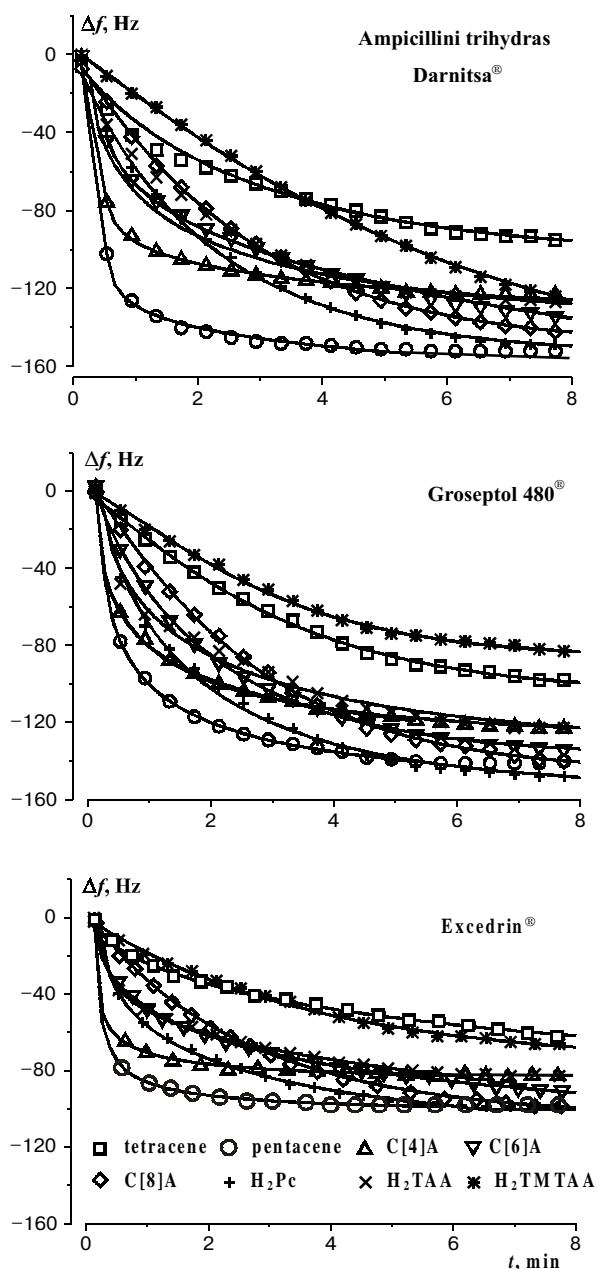 Δf, Hz
Ampicillini trihydras
Darnitsa®
0
−40
−80
−120
−160
0 2 4 6 8
Δf, Hz
Groseptol 480®
0
−40
−80
−120
−160
0 2 4 6 8
Δf, Hz
Excedrin®
0
−40
−80
−120
−160
tetracene pentacene C[4]A C[6]A
C[8]A H₂Pc H₂TAA H₂TMTAA
0 2 4 6 8
t, min